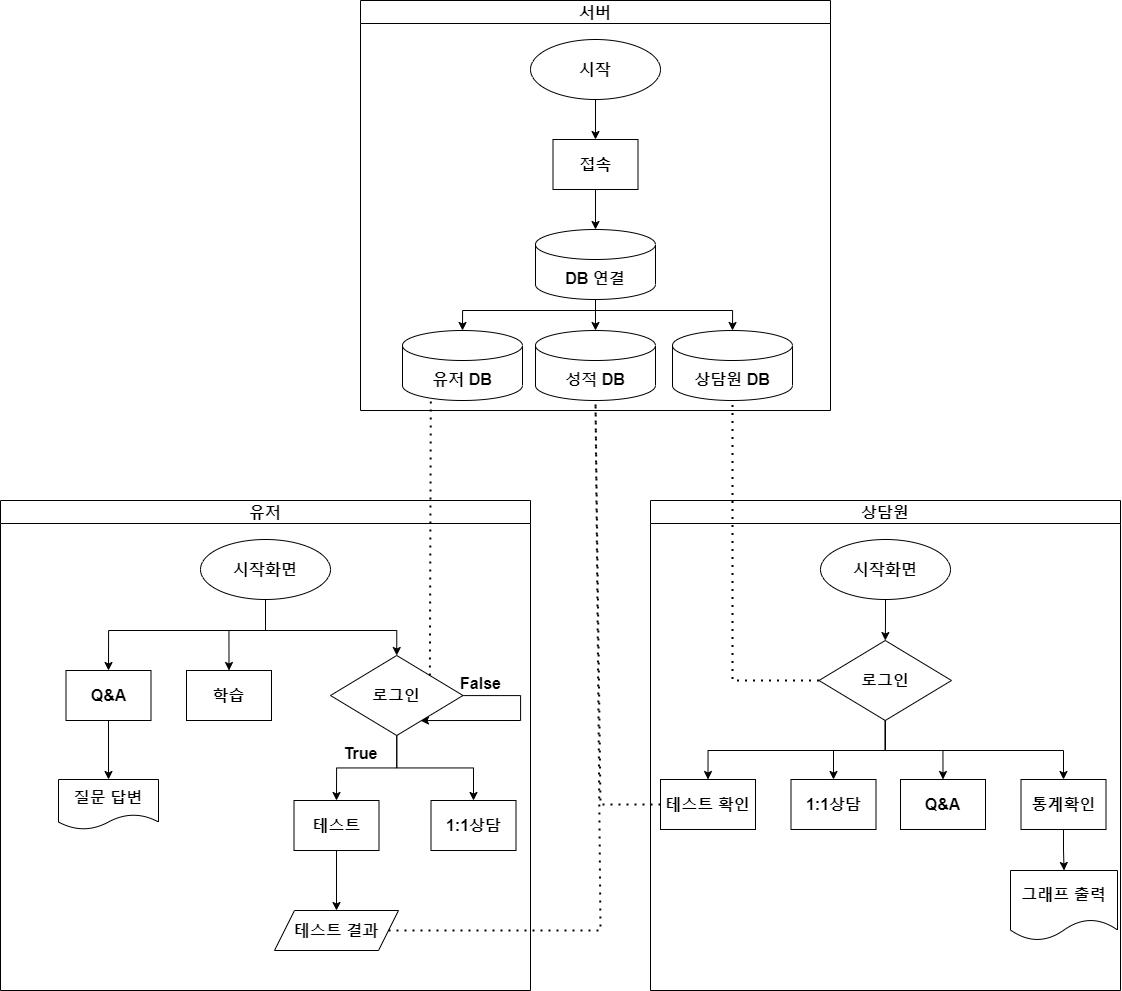 서버
시작
접속
DB 연결
유저 DB
성적 DB
상담원 DB
유저
시작화면
Q&A
학습
로그인
False
질문 답변
True
테스트
1:1상담
테스트 결과
상담원
시작화면
로그인
테스트 확인
1:1상담
Q&A
통계확인
그래프 출력